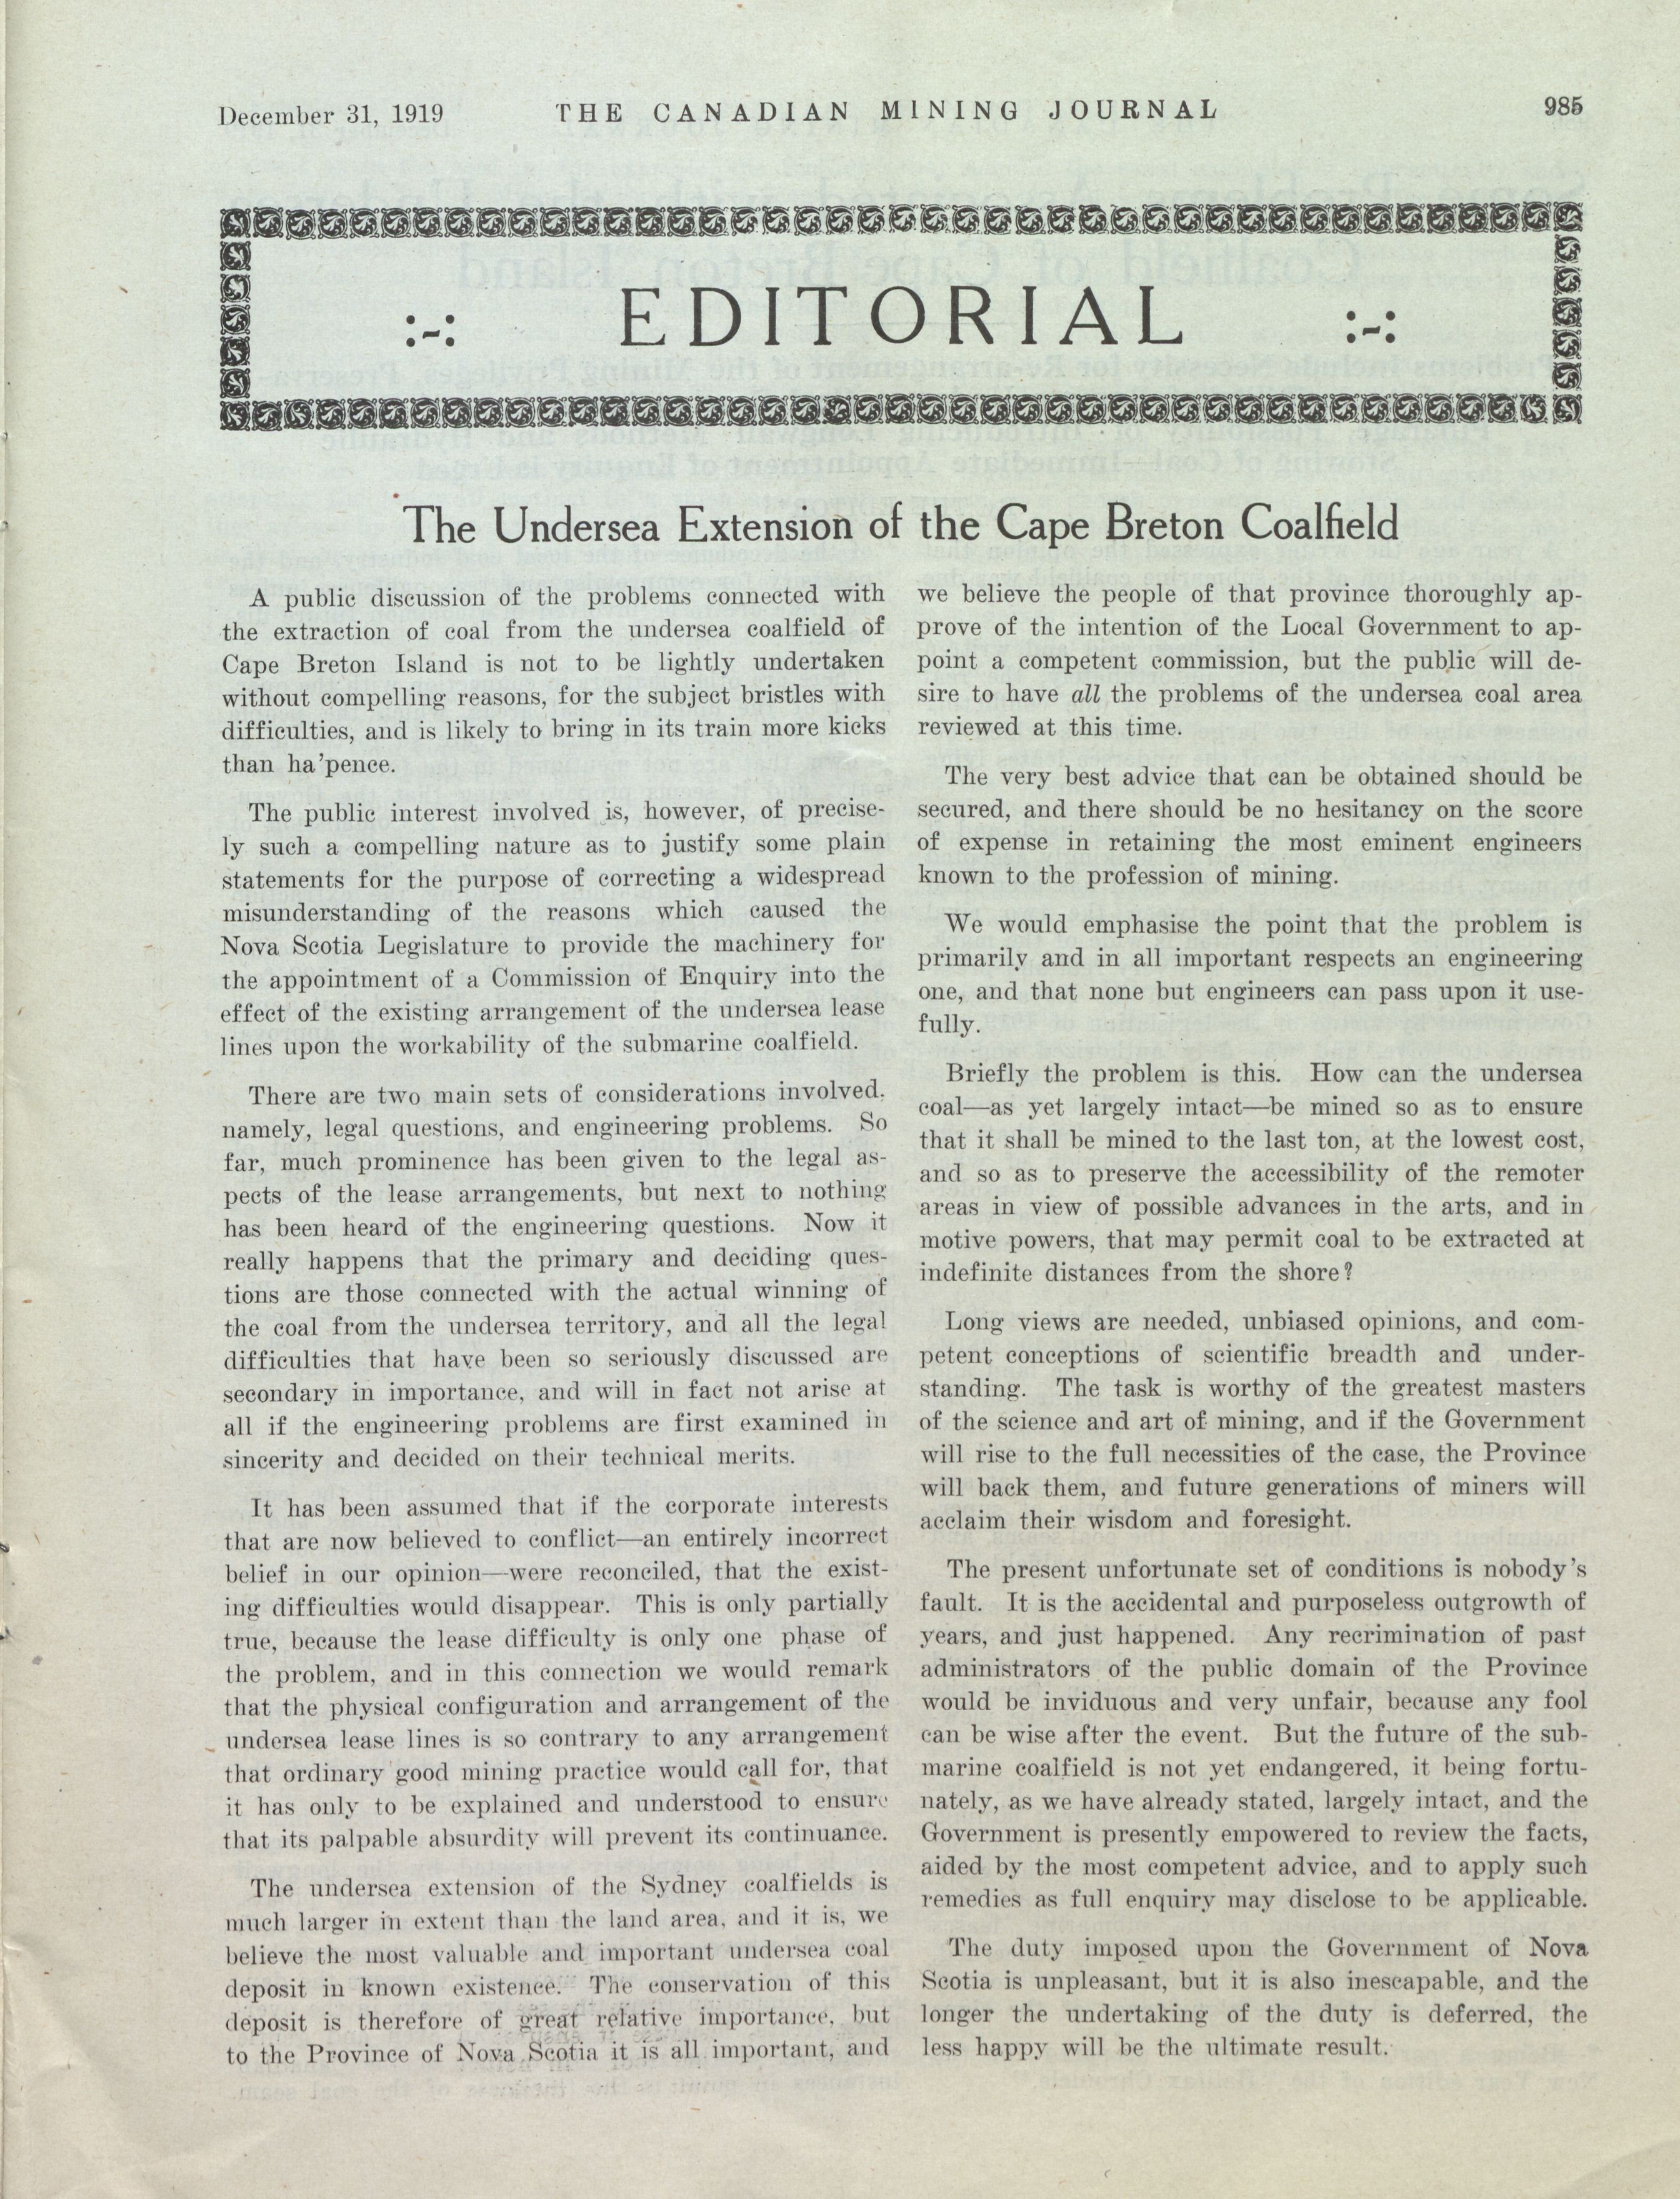 December 31, 1919
THE CANADIAN MINING JOURNAL
985
:-: EDITORIAL :-:
The Undersea Extension of the Cape Breton Coalfield
A public discussion of the problems connected with
the extraction of coal from the undersea coalfield of
Cape Breton Island is not to be lightly undertaken
without compelling reasons, for the subject bristles with
difficulties, and is likely to bring in its train more kicks
than ha'pence.
The public interest involved is, however, of precise-
ly such a compelling nature as to justify some plain
statements for the purpose of correcting a widespread
misunderstanding of the reasons which caused the
Nova Scotia Legislature to provide the machinery for
the appointment of a Commission of Enquiry into the
effect of the existing arrangement of the undersea lease
lines upon the workability of the submarine coalfield.
There are two main sets of considerations involved,
namely, legal questions, and engineering problems. So
far, much prominence has been given to the legal as-
pects of the lease arrangements, but next to nothing
has been heard of the engineering questions. Now it
really happens that the primary and deciding ques-
tions are those connected with the actual winning of
the coal from the undersea territory, and all the legal
difficulties that have been so seriously discussed are
secondary in importance, and will in fact not arise at
all if the engineering problems are first examined in
sincerity and decided on their technical merits.
It has been assumed that if the corporate interests
that are now believed to conflict—an entirely incorrect
belief in our opinion—were reconciled, that the exist-
ing difficulties would disappear. This is only partially
true, because the lease difficulty is only one phase of
the problem, and in this connection we would remark
that the physical configuration and arrangement of the
undersea lease lines is so contrary to any arrangement
that ordinary good mining practice would call for, that
it has only to be explained and understood to ensure
that its palpable absurdity will prevent its continuance.
The undersea extension of the Sydney coalfields is
much larger in extent than the land area, and it is, we
believe the most valuable and important undersea coal
deposit in known existence. The conservation of this
deposit is therefore of great relative importance, but
to the Province of Nova Scotia it is all important, and
we believe the people of that province thoroughly ap-
prove of the intention of the Local Government to ap-
point a competent commission, but the public will de-
sire to have all the problems of the undersea coal area
reviewed at this time.
The very best advice that can be obtained should be
secured, and there should be no hesitancy on the score
of expense in retaining the most eminent engineers
known to the profession of mining.
We would emphasise the point that the problem is
primarily and in all important respects an engineering
one, and that none but engineers can pass upon it use-
fully.
Briefly the problem is this. How can the undersea
coal—as yet largely intact—be mined so as to ensure
that it shall be mined to the last ton, at the lowest cost,
and so as to preserve the accessibility of the remoter
areas in view of possible advances in the arts, and in
motive powers, that may permit coal to be extracted at
indefinite distances from the shore?
Long views are needed, unbiased opinions, and com-
petent conceptions of scientific breadth and under-
standing. The task is worthy of the greatest masters
of the science and art of mining, and if the Government
will rise to the full necessities of the case, the Province
will back them, and future generations of miners will
acclaim their wisdom and foresight.
The present unfortunate set of conditions is nobody's
fault. It is the accidental and purposeless outgrowth of
years, and just happened. Any recrimination of past
administrators of the public domain of the Province
would be inviduous and very unfair, because any fool
can be wise after the event. But the future of the sub-
marine coalfield is not yet endangered, it being fortu-
nately, as we have already stated, largely intact, and the
Government is presently empowered to review the facts,
aided by the most competent advice, and to apply such
remedies as full enquiry may disclose to be applicable.
The duty imposed upon the Government of Nova
Scotia is unpleasant, but it is also inescapable, and the
longer the undertaking of the duty is deferred, the
less happy will be the ultimate result.